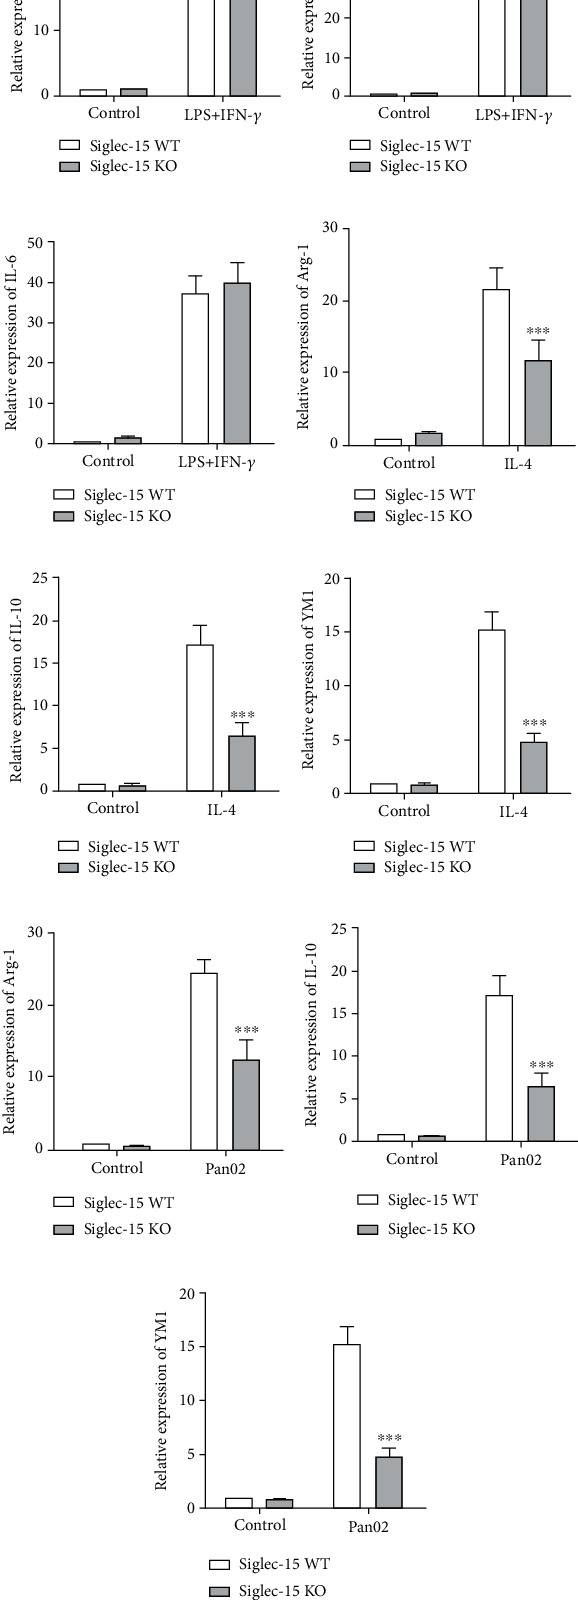 Relative expre
10
0
Control
LPS+IFN-γ
Siglec-15 WT
Siglec-15 KO
Relative expres
20
10
0
Control
LPS+IFN-γ
Siglec-15 WT
Siglec-15 KO
Relative expression of IL-6
50
40
30
20
10
0
Control
LPS+IFN-γ
Siglec-15 WT
Siglec-15 KO
Relative expression of Arg-1
30
20
10
0
***
Control
IL-4
Siglec-15 WT
Siglec-15 KO
Relative expression of IL-10
25
20
15
10
5
0
***
Control
IL-4
Siglec-15 WT
Siglec-15 KO
Relative expression of YM1
20
15
10
5
0
***
Control
IL-4
Siglec-15 WT
Siglec-15 KO
Relative expression of Arg-1
30
20
10
0
***
Control
Pan02
Siglec-15 WT
Siglec-15 KO
Relative expression of IL-10
25
20
15
10
5
0
***
Control
Pan02
Siglec-15 WT
Siglec-15 KO
Relative expression of YM1
20
15
10
5
0
***
Control
Pan02
Siglec-15 WT
Siglec-15 KO